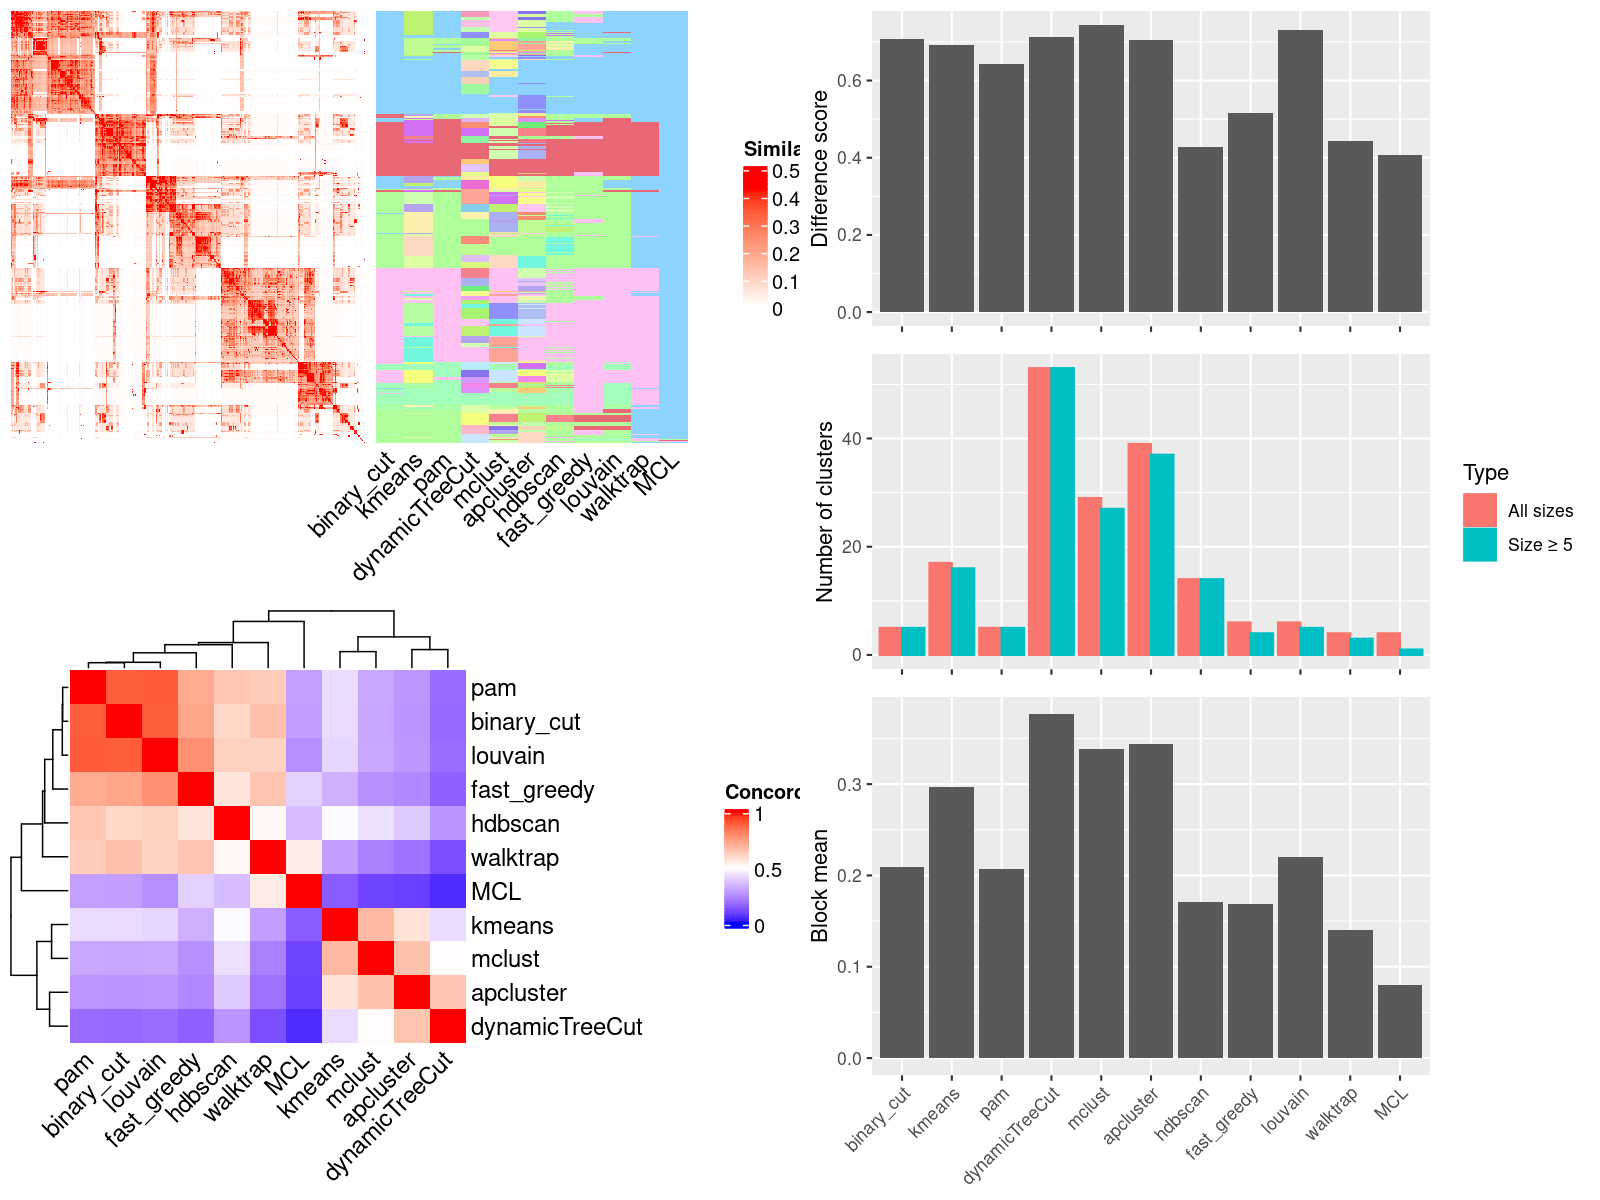 Simila
0.5
0.4
0.3
0.2
0.1
0
binary_cut
kmeans
pam
dynamicTreeCut
mclust
apcluster
hdbscan
fast_greedy
louvain
walktrap
MCL
pam
binary_cut
louvain
fast_greedy
hdbscan
walktrap
MCL
kmeans
mclust
apcluster
dynamicTreeCut
pam
binary_cut
louvain
fast_greedy
hdbscan
walktrap
MCL
kmeans
mclust
apcluster
dynamicTreeCut
Concord
1
0.5
0
Difference score
0.6
0.4
0.2
0.0
Number of clusters
40
20
0
Type
All sizes
Size ≥ 5
Block mean
0.3
0.2
0.1
0.0
binary_cut
kmeans
pam
dynamicTreeCut
mclust
apcluster
hdbscan
fast_greedy
louvain
walktrap
MCL